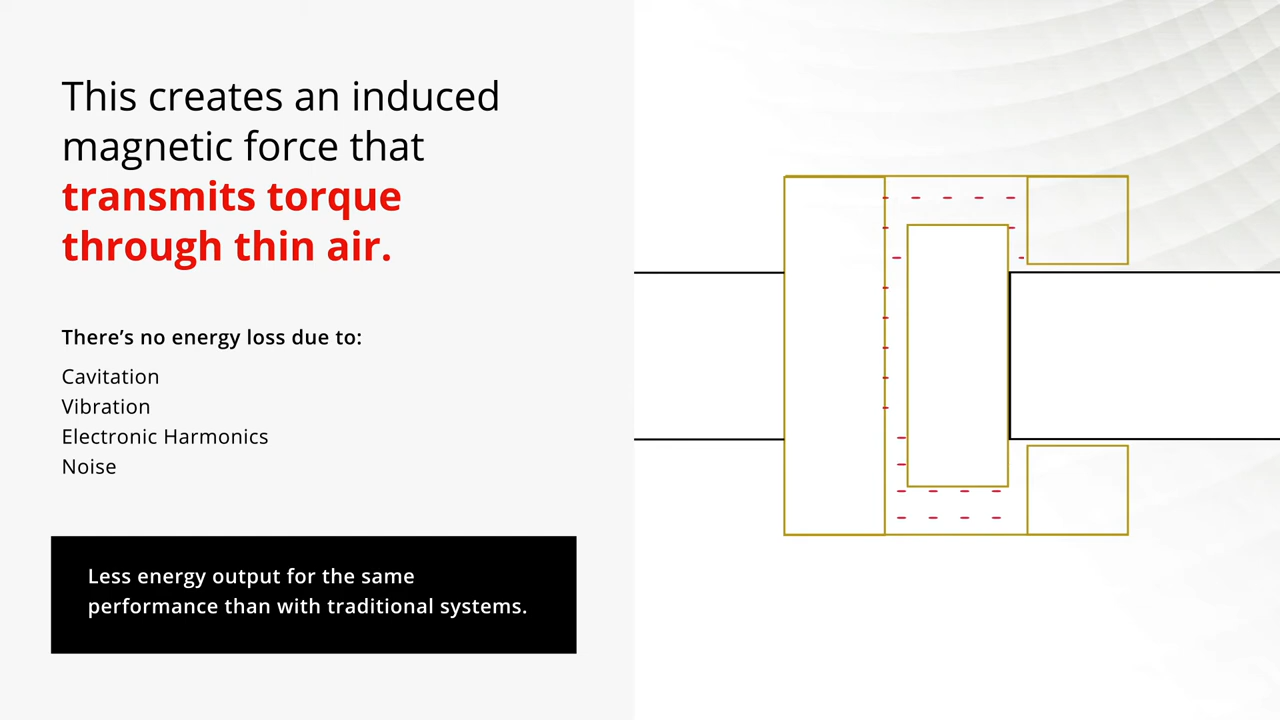 This creates an induced
magnetic force that
transmits torque
through thin air.
There’s no energy loss due to:
Cavitation
Vibration
Electronic Harmonics
Noise
Less energy output for the same
performance than with traditional systems.